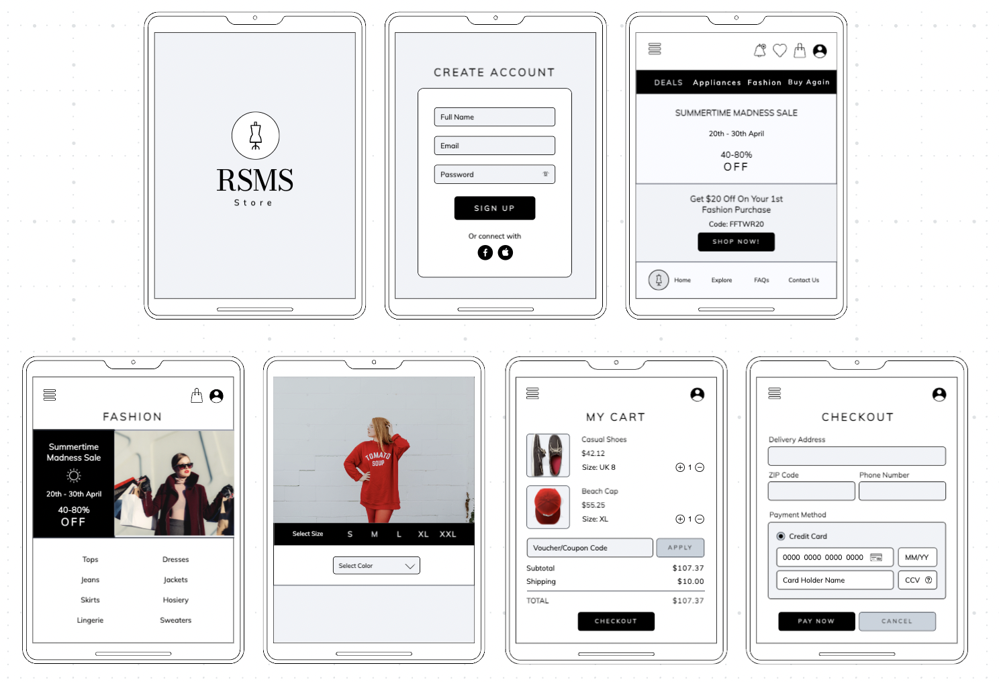 RSMS
Store
CREATE ACCOUNT
Full Name
Email
Password
SIGN UP
Or connect with
DEALS Appliances Fashion Buy Again
SUMMERTIME MADNESS SALE
20th - 30th April
40-80%
OFF
Get $20 Off On Your 1st
Fashion Purchase
Code: FFTWR20
SHOP NOW!
Home Explore FAQs Contact Us
FASHION
Summertime
Madness Sale
20th - 30th April
40-80%
OFF
Tops Dresses
Jeans Jackets
Skirts Hosiery
Lingerie Sweaters
TOMATO
SOUP
Select Size S M L XL XXL
Select Color
MY CART
Casual Shoes
$42.12
Size: UK 8 1
Beach Cap
$55.25
Size: XL 1
Voucher/Coupon Code APPLY
Subtotal $107.37
Shipping $10.00
TOTAL $107.37
CHECKOUT
CHECKOUT
Delivery Address
ZIP Code Phone Number
Payment Method
Credit Card
0000 0000 0000 0000 MM/YY
Card Holder Name CCV ?
PAY NOW CANCEL